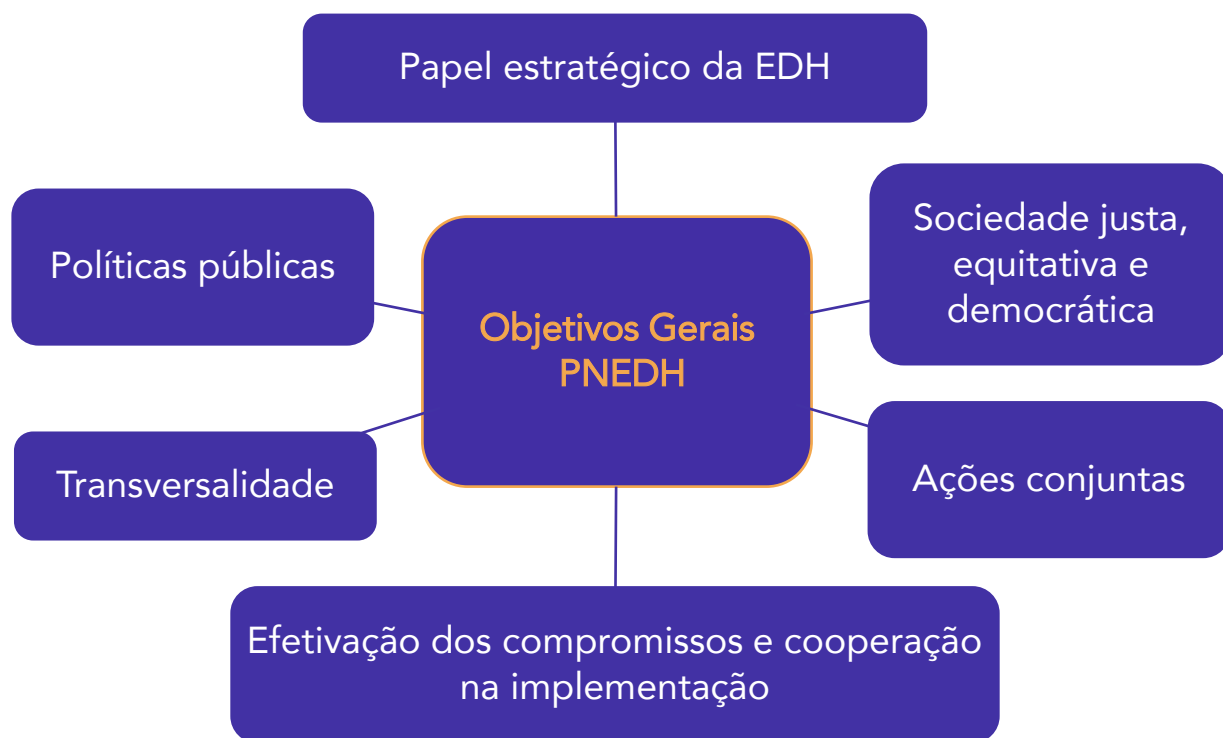 Papel estratégico da EDH
Políticas públicas
Sociedade justa,
equitativa e
democrática
Objetivos Gerais
PNEDH
Transversalidade
Ações conjuntas
Efetivação dos compromissos e cooperação
na implementação